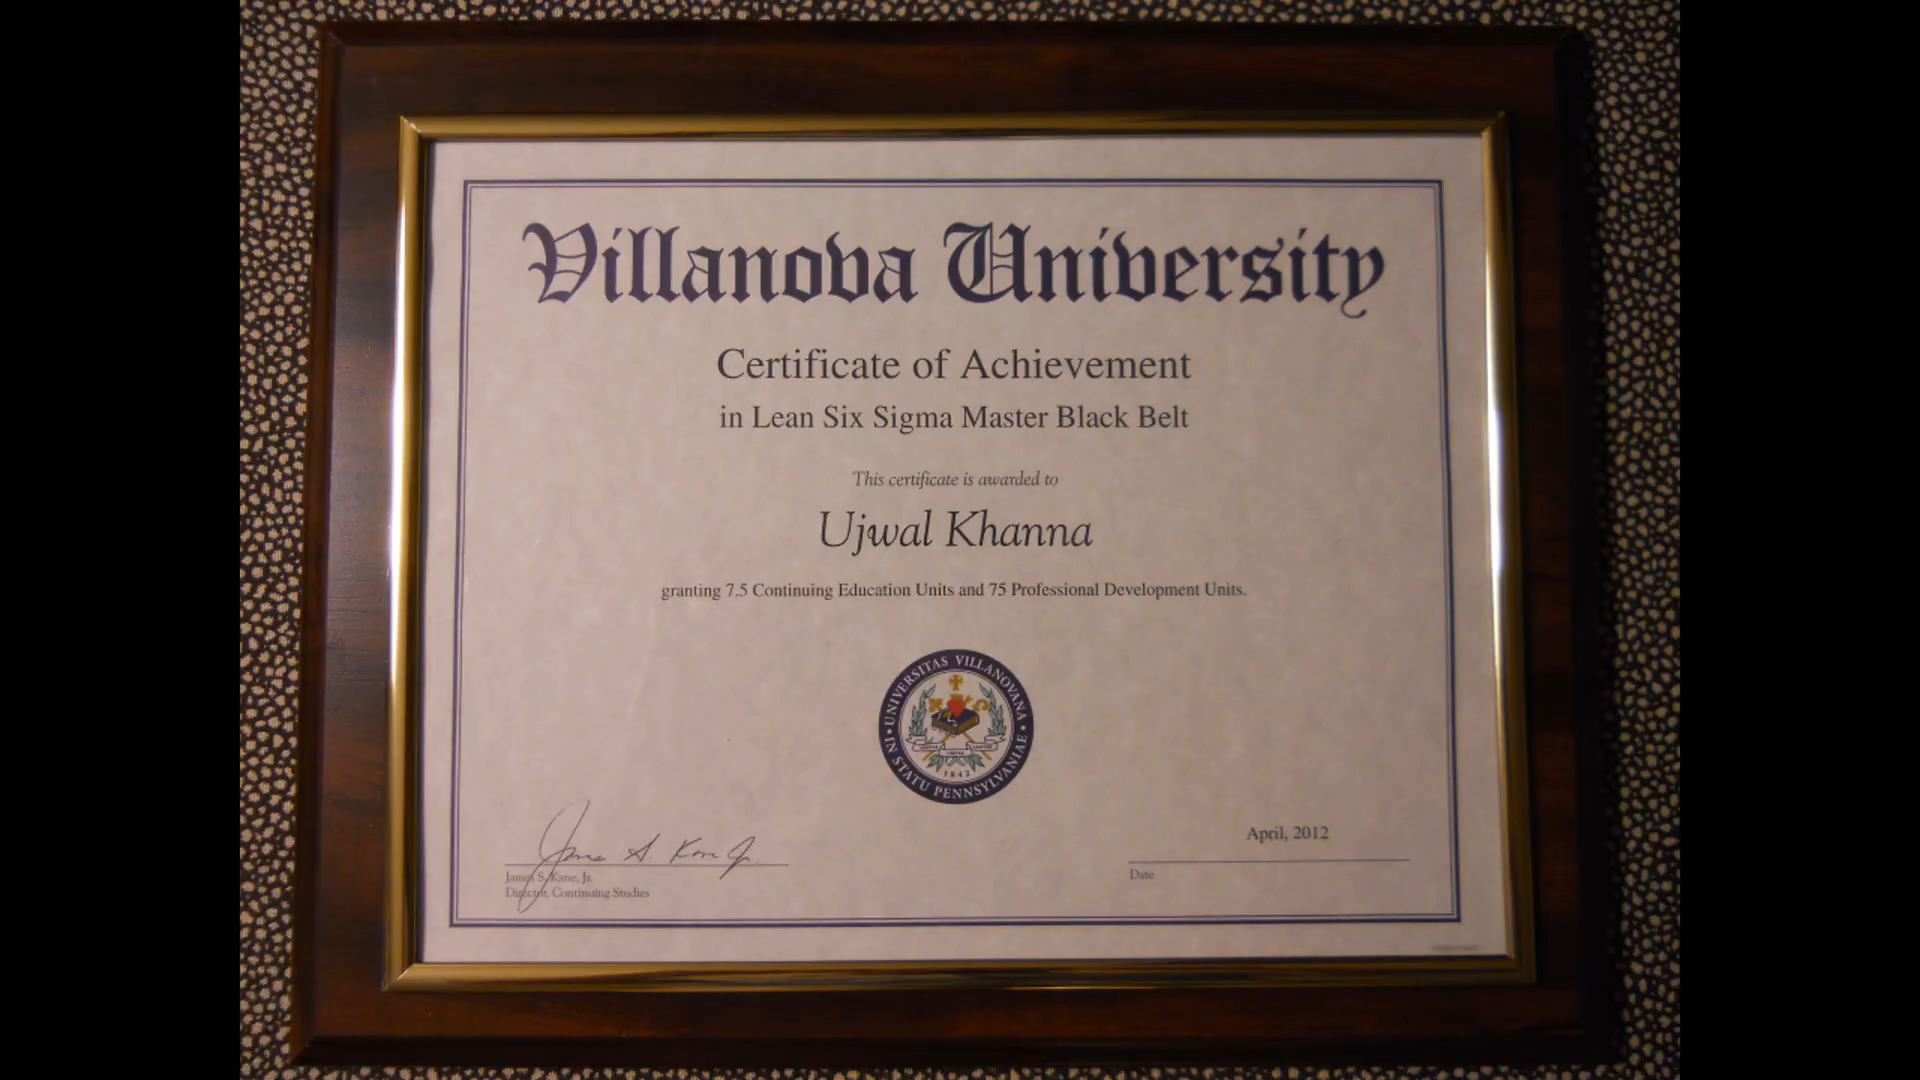 Villanova University
Certificate of Achievement
in Lean Six Sigma Master Black Belt
This certificate is awarded to
Ujwal Khanna
granting 7.5 Continuing Education Units and 75 Professional Development Units.
UNIVERSITAS VILLANOVANA
IN STATU PENNSYLVANIAE
1842
April, 2012
James S. Kane, Jr.
Director, Continuing Studies
Date